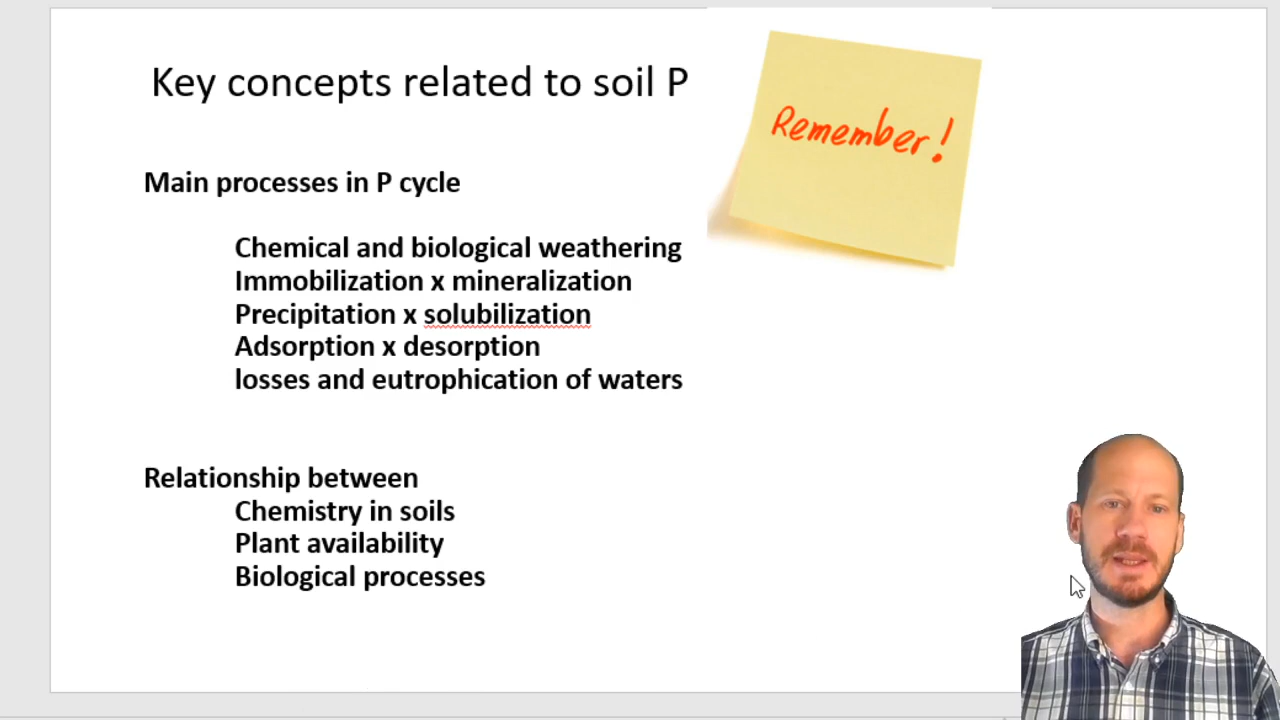 Key concepts related to soil P
Remember!
Main processes in P cycle
Chemical and biological weathering
Immobilization x mineralization
Precipitation x solubilization
Adsorption x desorption
losses and eutrophication of waters
Relationship between
Chemistry in soils
Plant availability
Biological processes